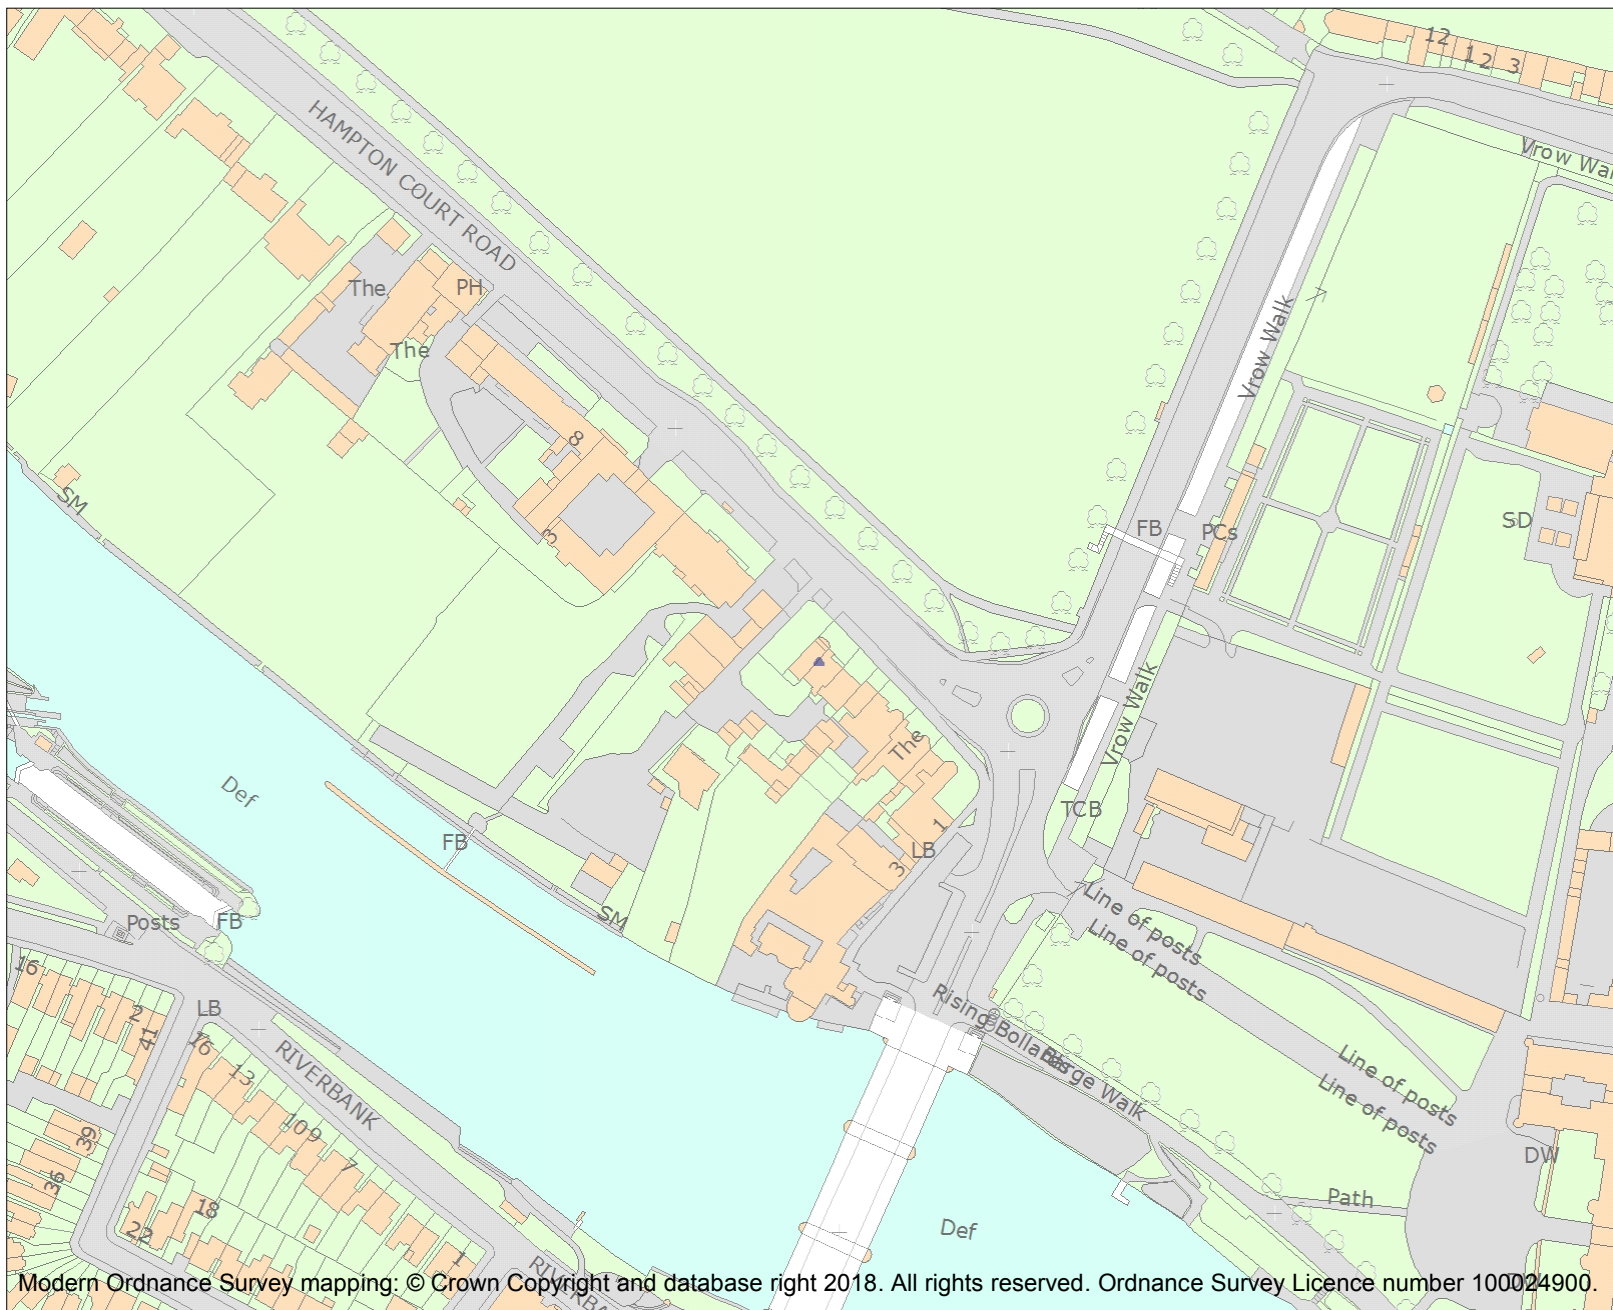 12
1
2
3
Vrow Wal
HAMPTON COURT ROAD
The
PH
The
Vrow Walk
8
3
SM
FB
PCs
SD
Vrow Walk
The
Def
TCB
FB
1
LB
3
Posts
FB
SM
Line of posts
Line of posts
16
LB
2
41
16
13
RIVERBANK
10
9
7
39
36
18
22
1
Rising Bollards
Barge Walk
Line of posts
Line of posts
DW
Path
Def
Modern Ordnance Survey mapping: © Crown Copyright and database right 2018. All rights reserved. Ordnance Survey Licence number 100024900.